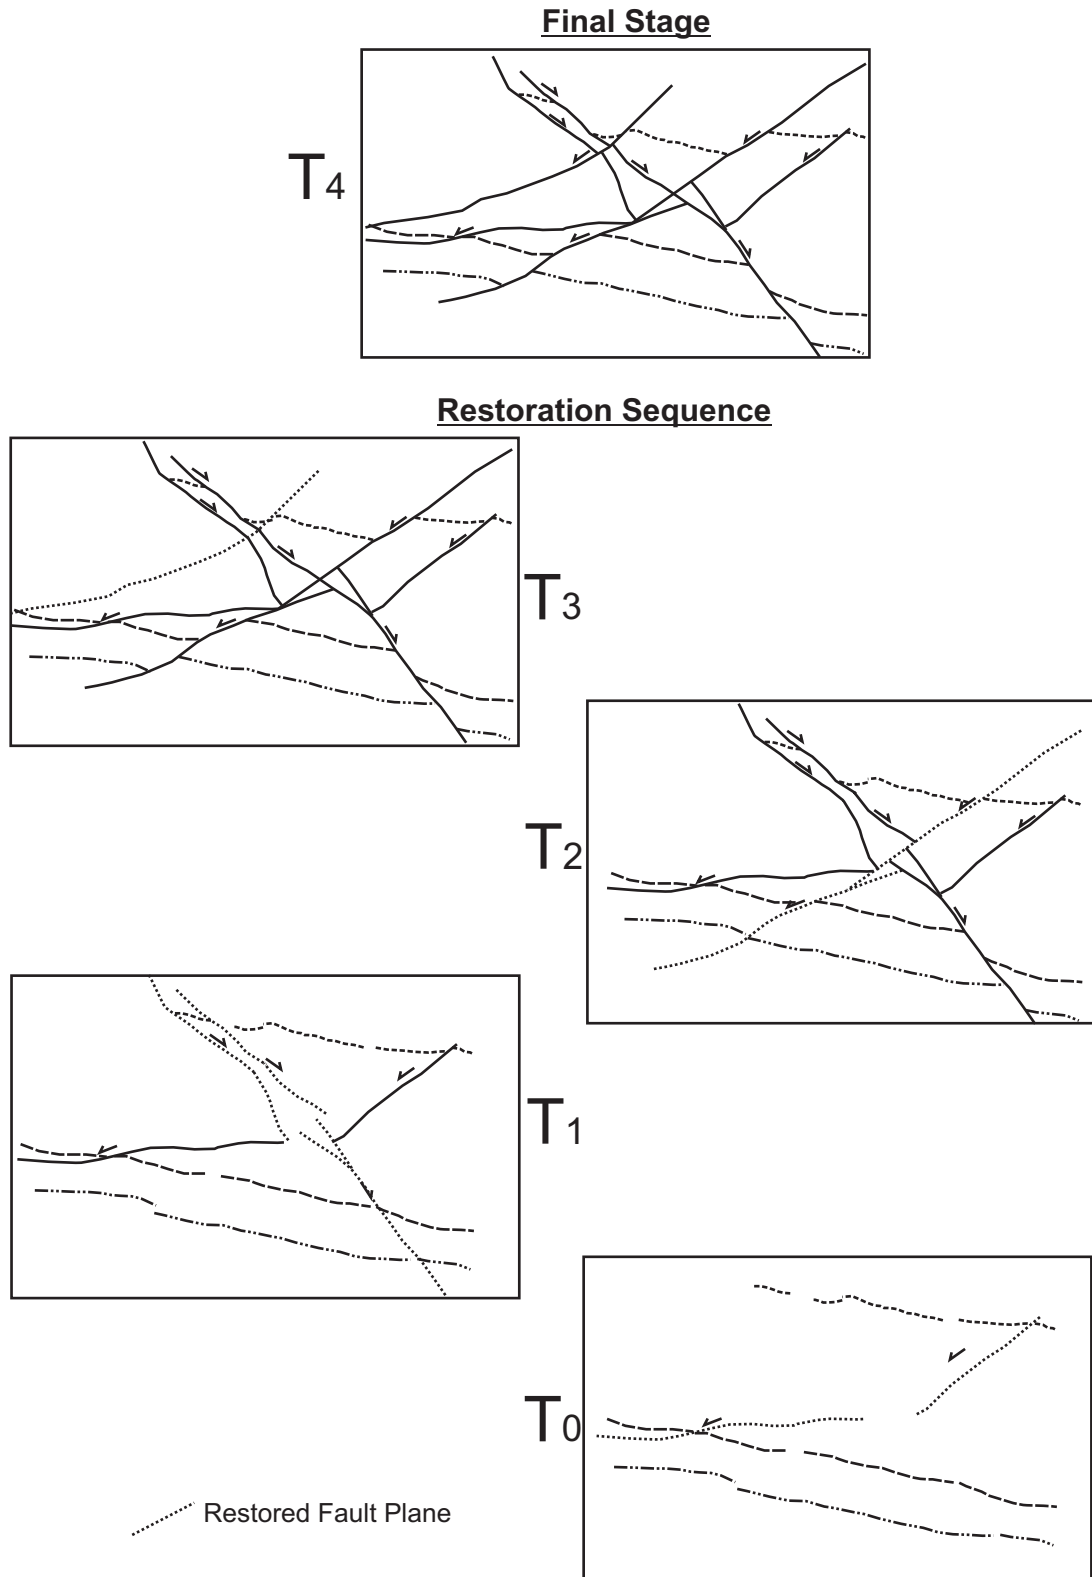 Final Stage
T4
Restoration Sequence
T3
T2
T1
T0
Restored Fault Plane